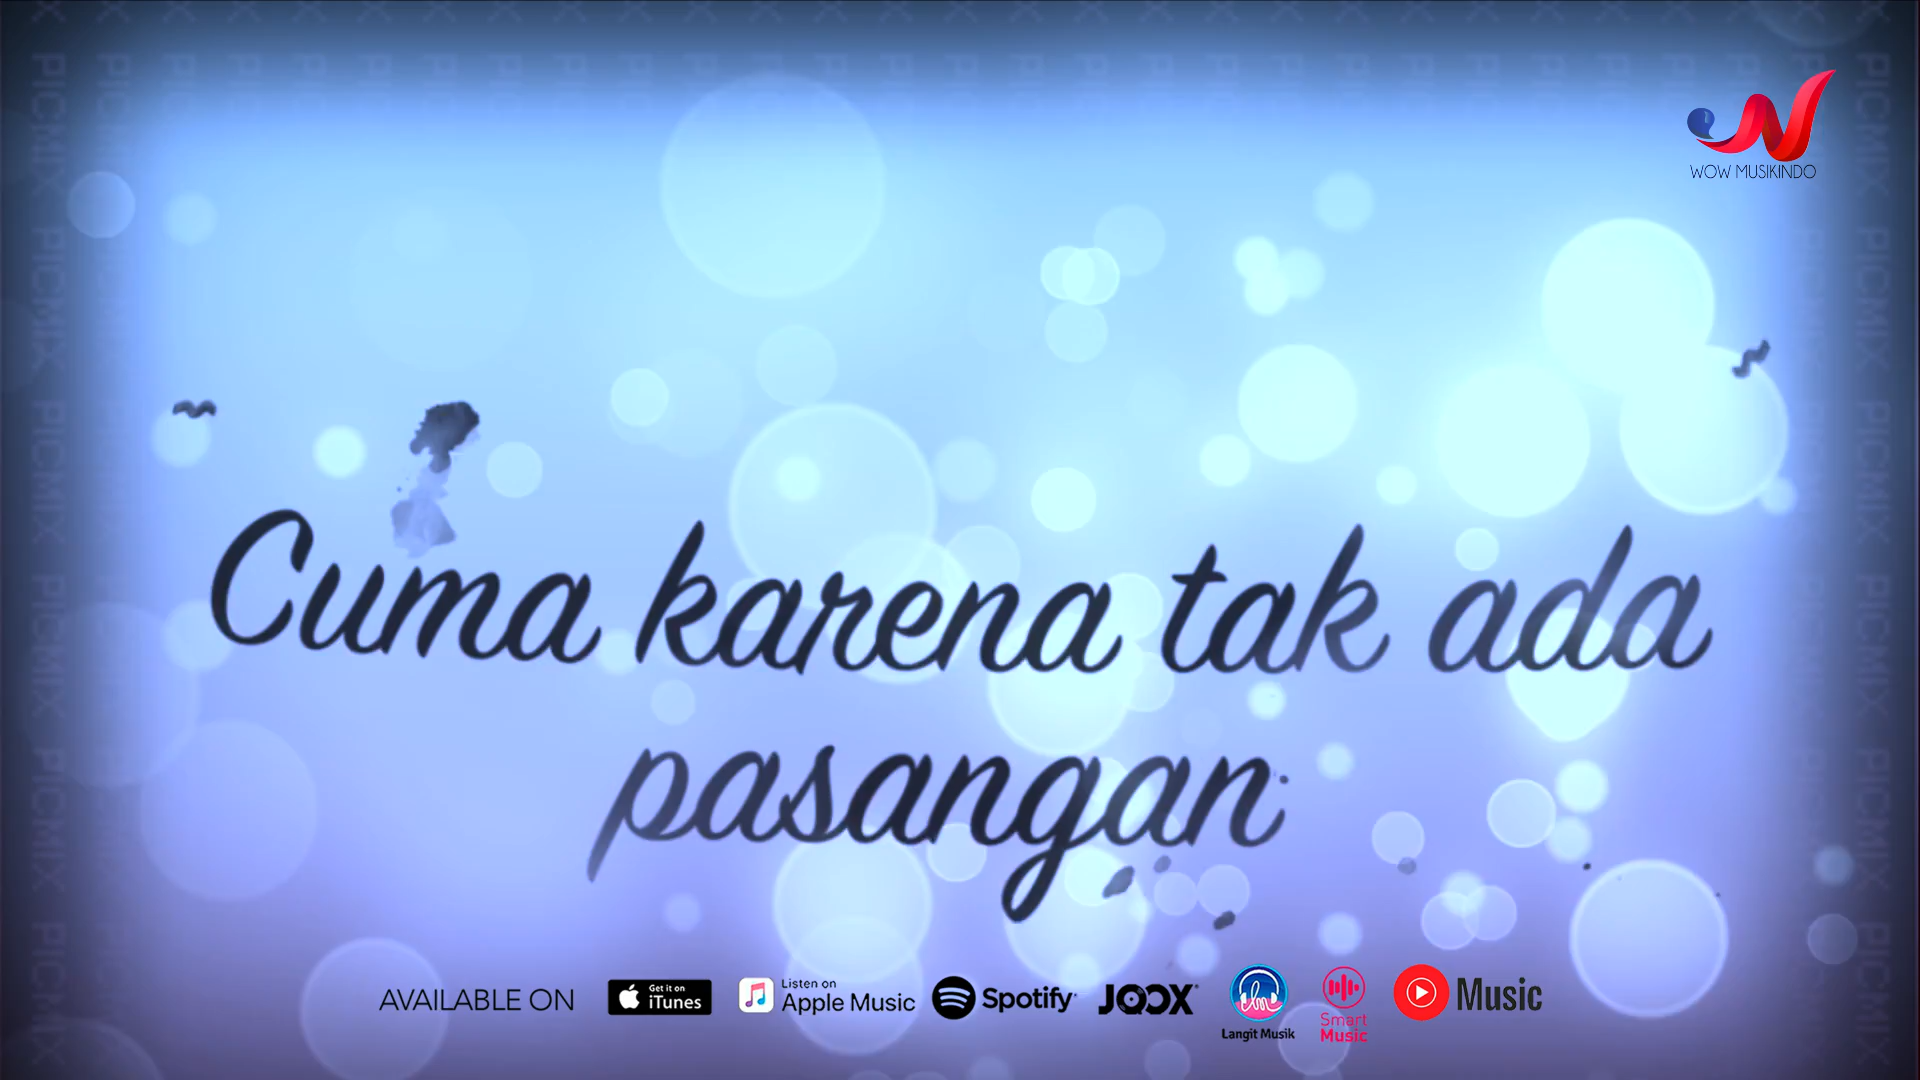 WOW MUSIKINDO
Cuma karena tak ada
pasangan
AVAILABLE ON
Get it on
iTunes
Listen on
Apple Music
Spotify
JOOX
Langit Musik
Smart
Music
Music
PICMIX